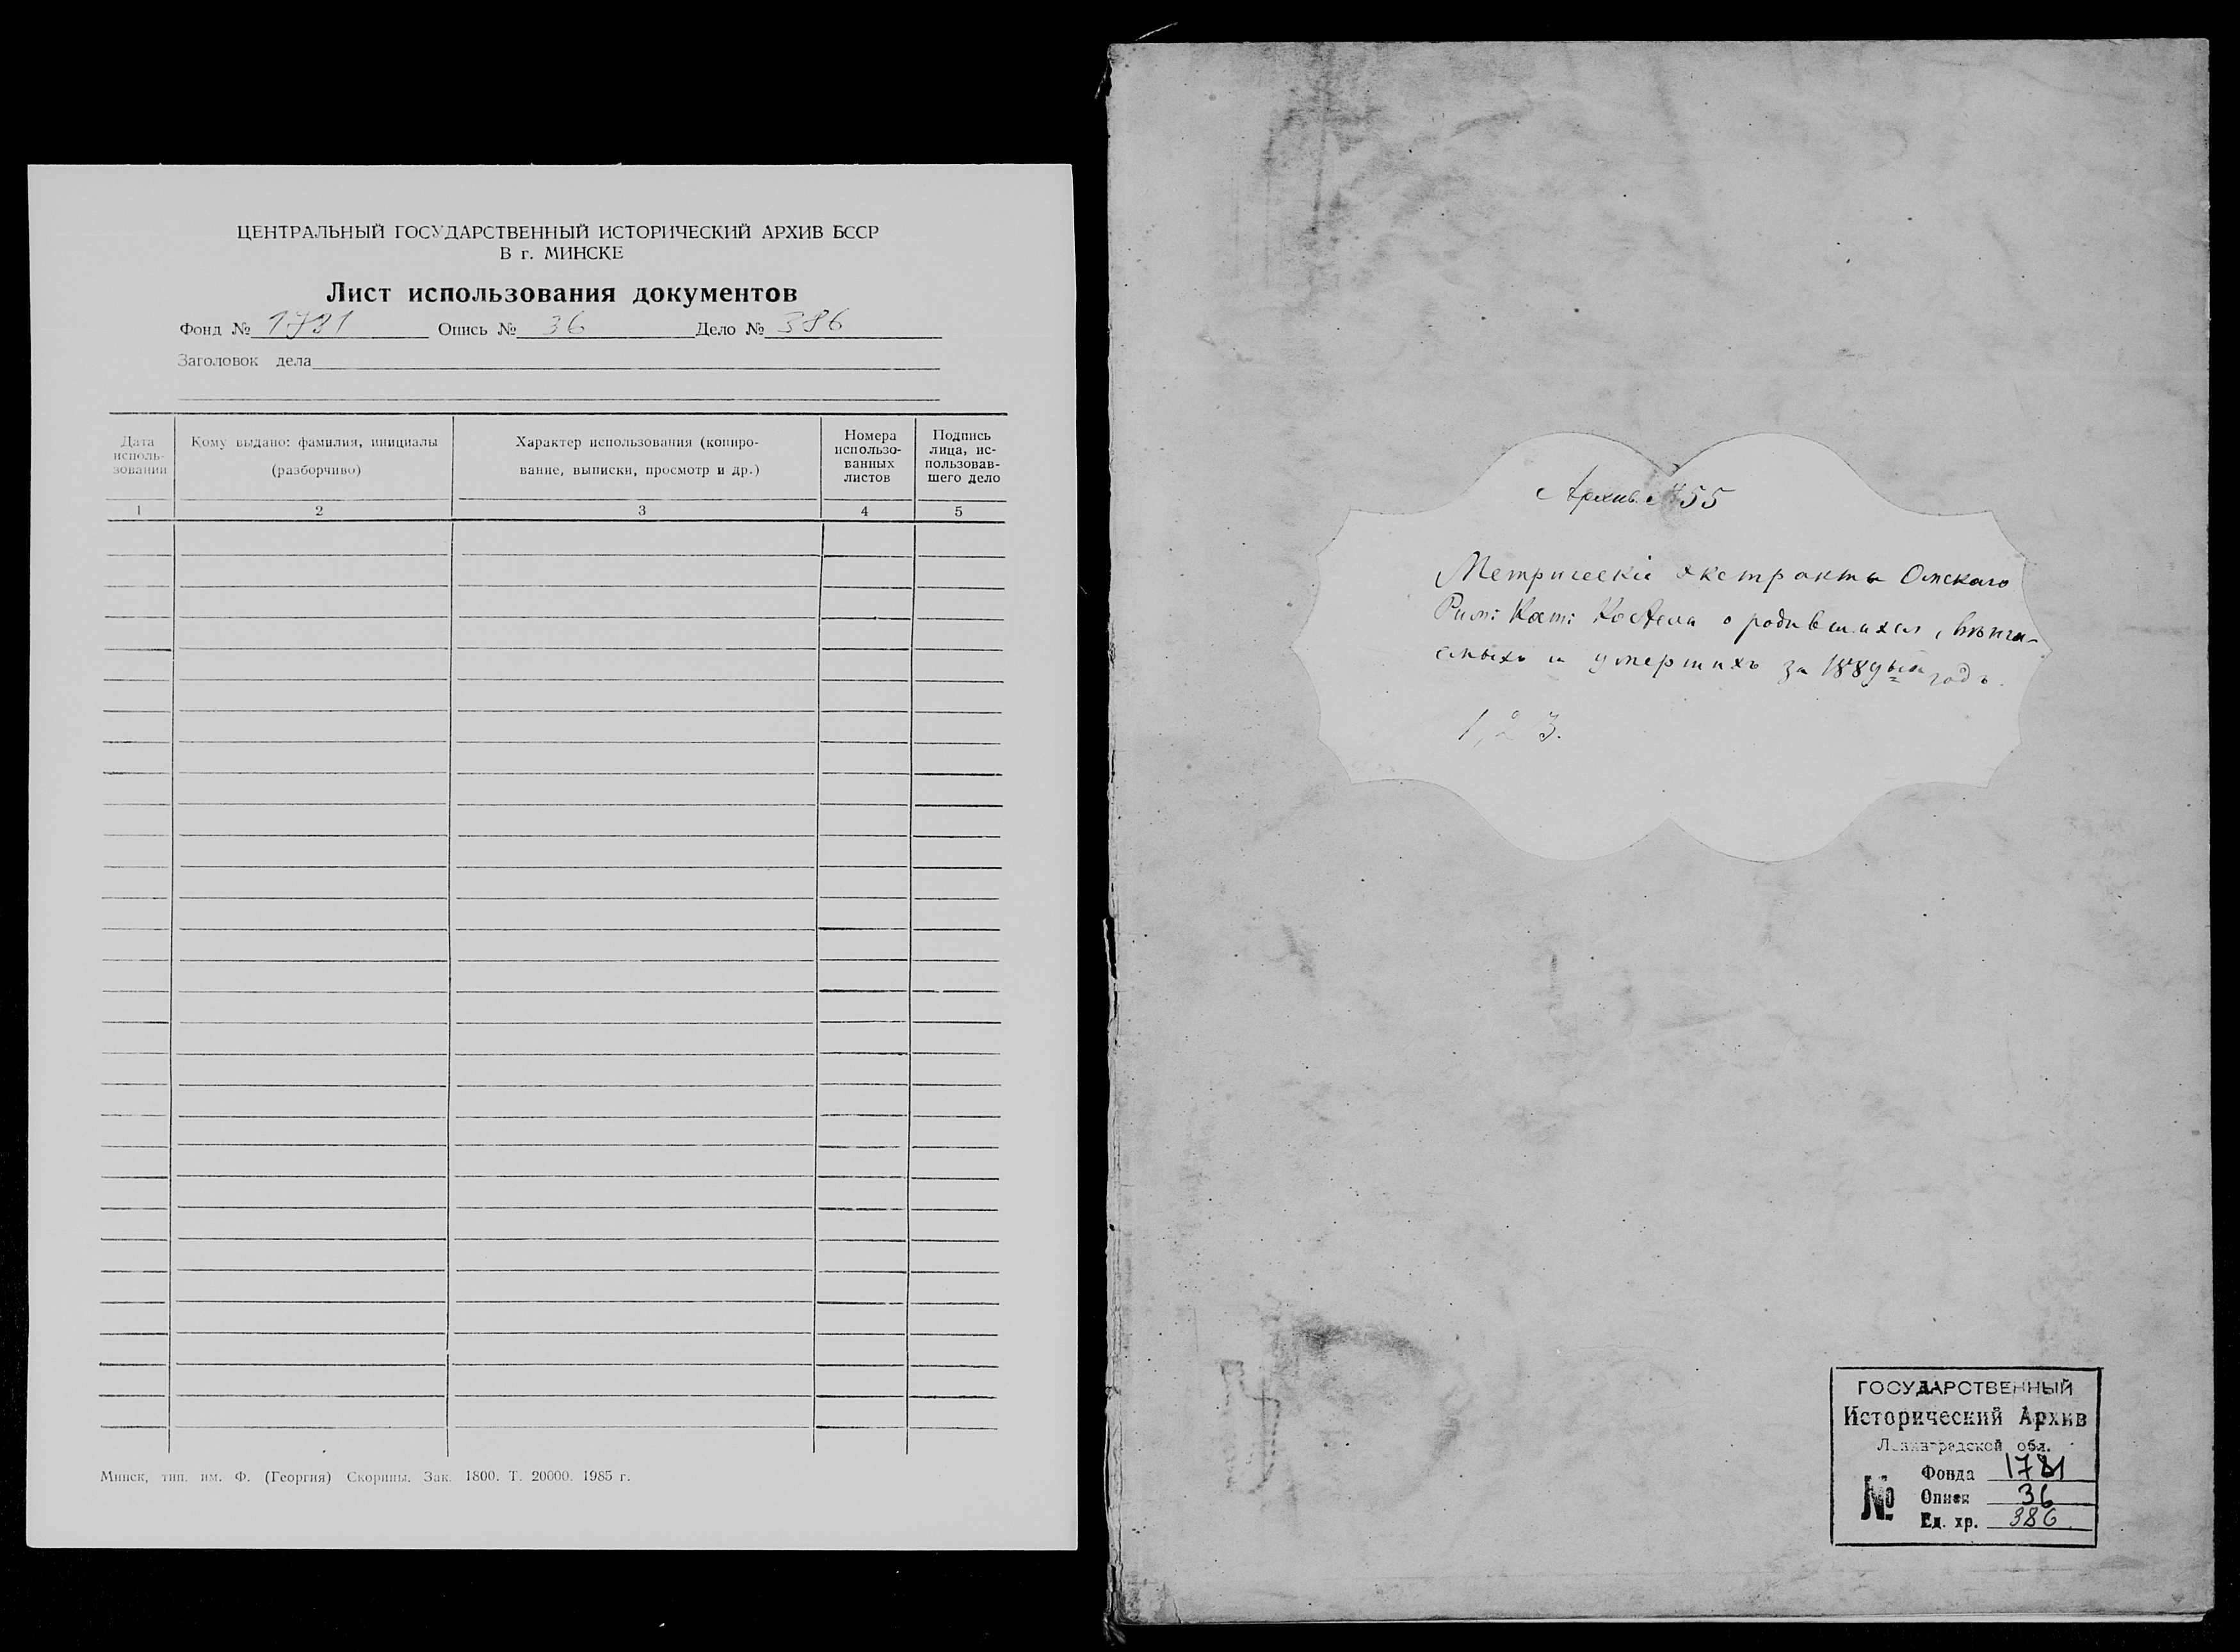 ЦЕНТРАЛЬНЫЙ ГОСУДАРСТВЕННЫЙ ИСТОРИЧЕСКИЙ АРХИВ БССР
В г. МИНСКЕ
Лист использования документов
Фонд № 1781 Опись № 36 Дело № 386
Заголовок дела
Дата
исполь-
зования
Кому выдано: фамилия, инициалы
(разборчиво)
Характер использования (копиро-
вание, выписки, просмотр и др.)
Номера
использо-
ванных
листов
Подпись
лица, ис-
пользовав-
шего дело
1 2 3 4 5
Минск, тип. им. Ф. (Георгия) Скорины. Зак. 1800. Т. 20000. 1985 г.
Архив. № 55
Метрическіе экстракты Омскаго
Рим: Кат: Костела о родившихся, внъча-
емыхъ и умершихъ за 1889ый годъ.
1, 2 3.
ГОСУДАРСТВЕННЫЙ
Исторический Архив
Ленинградской обл.
№
Фонда 1781
Описи 36
Ед. хр. 386